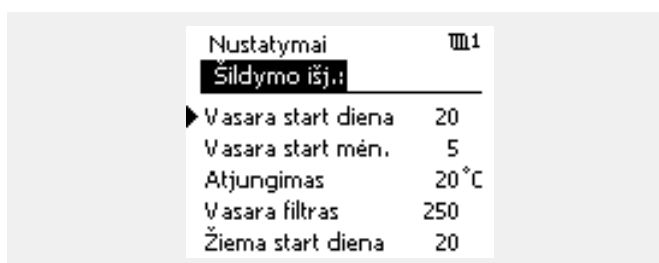 Nustatymai 1
Šildymo išj.:
Vasara start diena 20
Vasara start mėn. 5
Atjungimas 20°C
Vasara filtras 250
Žiema start diena 20